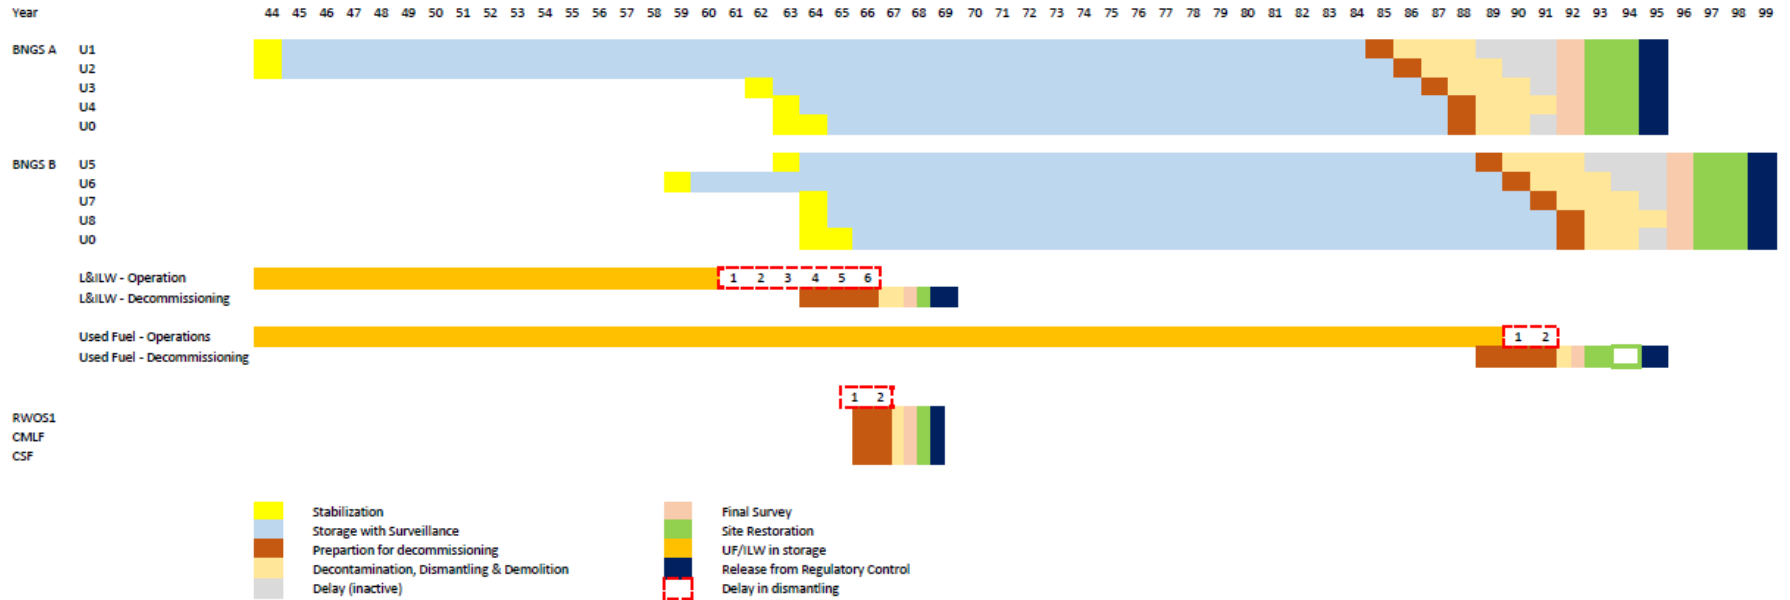 Year 44 45 46 47 48 49 50 51 52 53 54 55 56 57 58 59 60 61 62 63 64 65 66 67 68 69 70 71 72 73 74 75 76 77 78 79 80 81 82 83 84 85 86 87 88 89 90 91 92 93 94 95 96 97 98 99
BNGS A U1
U2
U3
U4
U0
BNGS B U5
U6
U7
U8
U0
L&ILW - Operation 1 2 3 4 5 6
L&ILW - Decommissioning
Used Fuel - Operations 1 2
Used Fuel - Decommissioning
1 2
RWOS1
CMLF
CSF
Stabilization Final Survey
Storage with Surveillance Site Restoration
Prepartion for decommissioning UF/ILW in storage
Decontamination, Dismantling & Demolition Release from Regulatory Control
Delay (inactive) Delay in dismantling